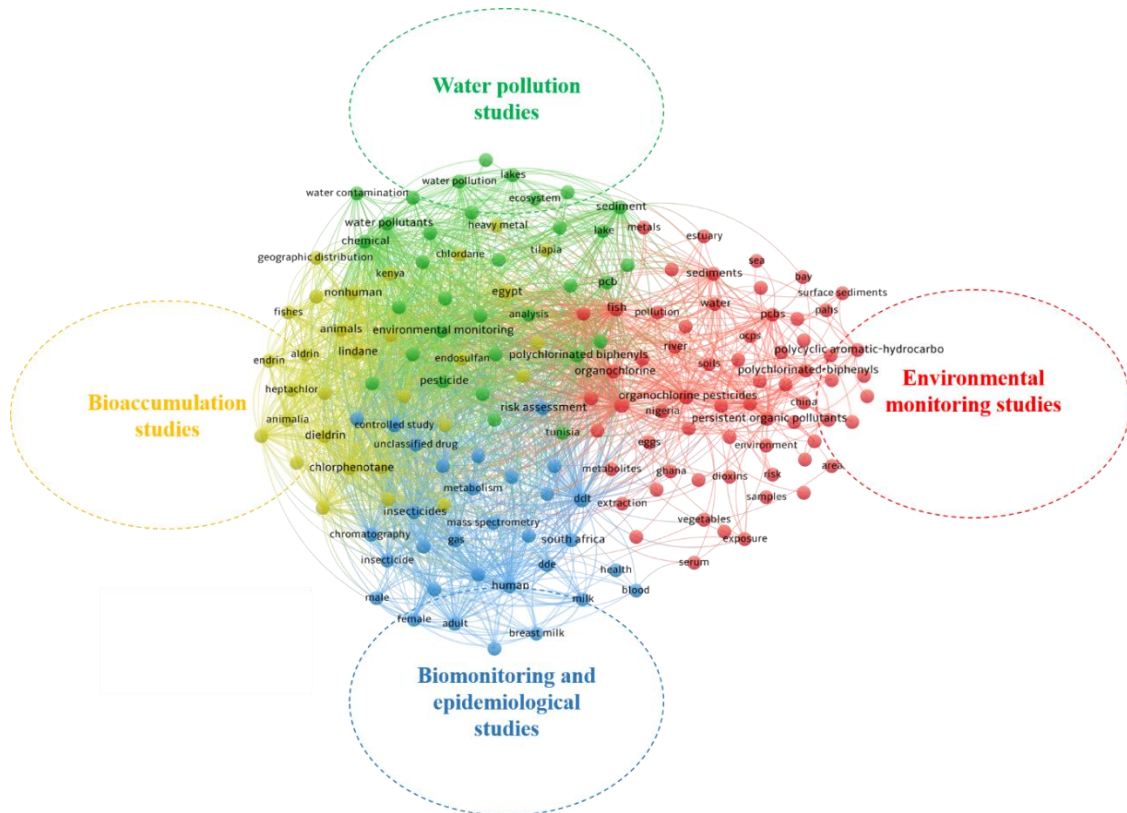 Water pollution
studies
lakes
water pollution
water contamination
ecosystem
sediment
water pollutants
heavy metal
metals
lake
estuary
chemical
chlordane
tilapia
geographic distribution
sea
kenya
sediments
bay
pcb
nonhuman
egypt
surface sediments
water
fish
pollution
pcbs
pahs
fishes
analysis
animals
environmental monitoring
ocps
river
lindane
polycyclic aromatic-hydrocarbo
endrin
aldrin
endosulfan
polychlorinated biphenyls
soils
organochlorine
polychlorinated-biphenyls
heptachlor
pesticide
Bioaccumulation
studies
Environmental
monitoring studies
organochlorine pesticides
china
risk assessment
nigeria
animalia
persistent organic pollutants
controlled study
dieldrin
tunisia
unclassified drug
eggs
environment
chlorphenotane
metabolites
ghana
area
metabolism
dioxins
risk
ddt
samples
extraction
insecticides
mass spectrometry
vegetables
chromatography
gas
south africa
exposure
insecticide
dde
serum
health
human
blood
male
milk
female
adult
breast milk
Biomonitoring and
epidemiological
studies